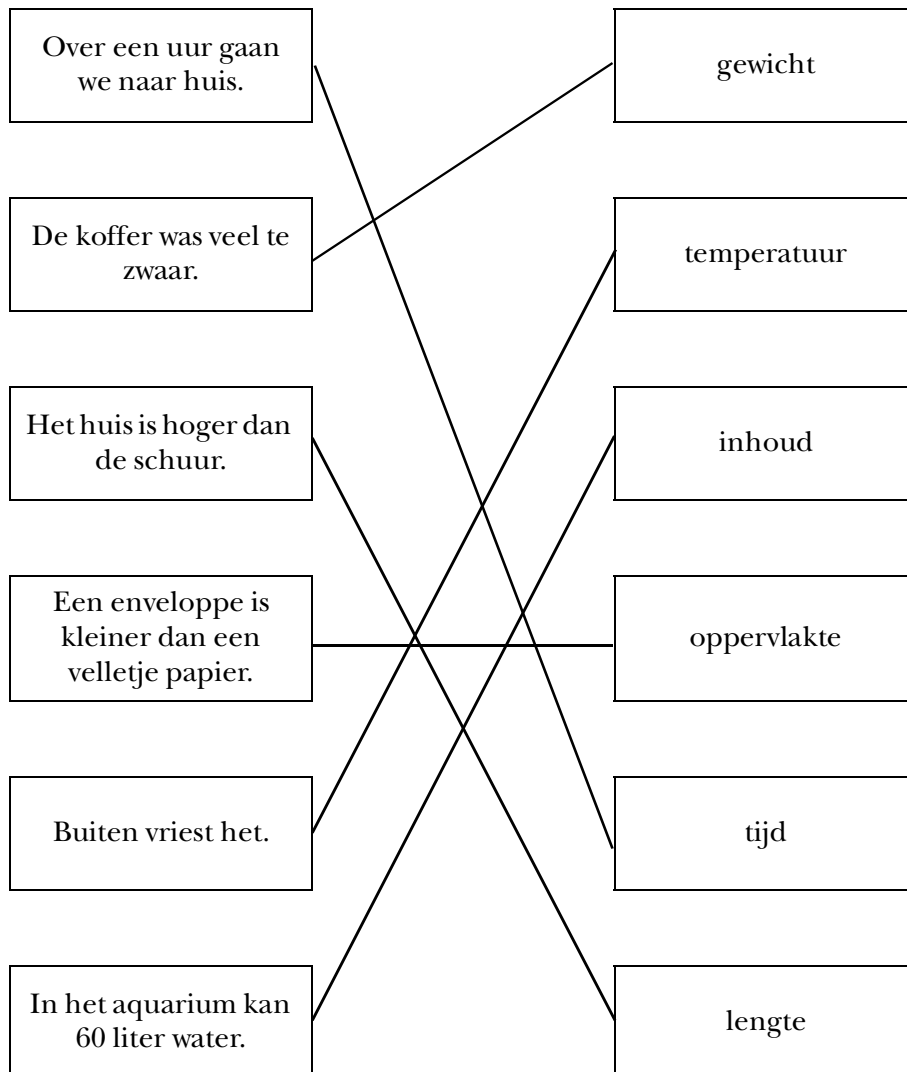 Over een uur gaan
we naar huis.
gewicht
De koffer was veel te
zwaar.
temperatuur
Het huis is hoger dan
de schuur.
inhoud
Een enveloppe is
kleiner dan een
velletje papier.
oppervlakte
Buiten vriest het.
tijd
In het aquarium kan
60 liter water.
lengte